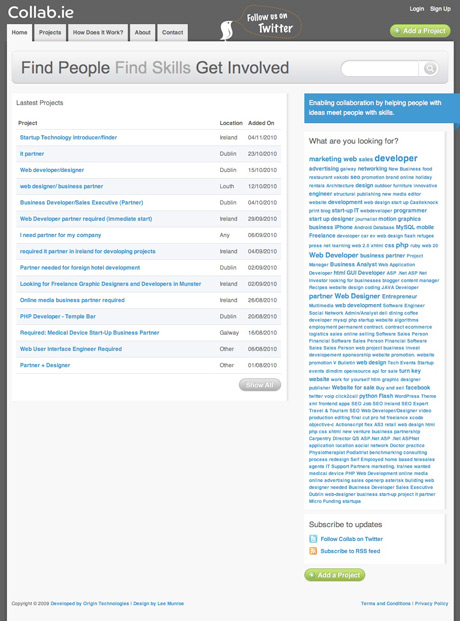 Collab.ie
Login Sign Up
Follow us on
Twitter
Home Projects How Does It Work? About Contact
Add a Project
Find People Find Skills Get Involved
Latest Projects
Project Location Added On
Startup Technology introducer/finder Ireland 04/11/2010
it partner Dublin 23/10/2010
Web developer/designer Dublin 15/10/2010
web designer/ business partner Louth 12/10/2010
Business Developer/Sales Executive (Partner) Dublin 04/10/2010
Web Developer partner required (immediate start) Ireland 29/09/2010
I need partner for my company Any 06/09/2010
required it partner in ireland for devoloping projects Ireland 04/09/2010
Partner needed for foreign hotel development Dublin 02/09/2010
Looking for Freelance Graphic Designers and Developers in Munster Ireland 02/09/2010
Online media business partner required Ireland 26/08/2010
PHP Developer - Temple Bar Dublin 20/08/2010
Required: Medical Device Start-Up Business Partner Galway 16/08/2010
Web User Interface Engineer Required Other 06/08/2010
Partner + Designer Other 01/08/2010
Show All
Enabling collaboration by helping people with
ideas meet people with skills.
What are you looking for?
marketing web sales developer
advertising galway networking New Business food
restaurant vskobi seo promotion brand online holiday
rentals Architecture design outdoor furniture innovative
engineer structural publishing new media editor
website development web design start up Castleknock
print blog start-up IT webdeveloper programmer
start up designer journalist motion graphics
business iPhone Android Database MySQL mobile
Freelance developer car ev web design flash refugee
press net learning web 2.0 xhtml css php ruby web 20
Web Developer business partner Project
Manager Business Analyst Web Application
Developer html GUI Developer ASP .Net ASP Net
Investor looking for businesses blogger content manager
Recipes website design coding JAVA Developer
partner Web Designer Entrepreneur
Multimedia web development Software Engineer
Social Network Admin/Analyst deli dining coffee
developer mysql php startup website algorithm
employment permanent contract. contract ecommerce
logistics sales online selling Software Sales Person
Financial Software Sales Person Financial Software
Sales Sales Person web project business invest
developement sponsorship website promotion. website
promotion V Bulletin web design Tech Events Startup
events dimdim opensource api for sale turn key
website work for yourself htm graphic designer
publisher Website for sale Buy and sell facebook
twitter voip click2call python Flash WordPress Theme
xml frontend apps SEO Job SEO Ireland SEO Expert
Travel & Tourism SEO Web Developer/Designer video
production editing final cut pro hd freelance xcode
objective-c Actionscript flex AS3 retail web design html
php css xhtml new venture business partnership
Carpentry Director QS ASP.Net ASP .Net ASPNet
application location social network Doctor practice
Physiotherapist Podiatrist benchmarking consulting
process redesign Self Employed home based telesales
agents IT Support Partners marketing. trainee wanted
medical device PHP Web Development online media
online advertising sales openerp asterisk building web
designer needed Business Developer Sales Executive
Dublin web-designer business start-up project it partner
Micro Funding startups
Subscribe to updates
Follow Collab on Twitter
Subscribe to RSS feed
Add a Project
Copyright © 2009 Developed by Origin Technologies | Design by Lee Munroe
Terms and Conditions | Privacy Policy